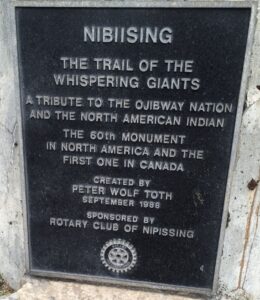 NIBIISING
THE TRAIL OF THE
WHISPERING GIANTS
A TRIBUTE TO THE OJIBWAY NATION
AND THE NORTH AMERICAN INDIAN
THE 60th MONUMENT
IN NORTH AMERICA AND THE
FIRST ONE IN CANADA
CREATED BY
PETER WOLF TOTH
SEPTEMBER 1988
SPONSORED BY
ROTARY CLUB OF NIPISSING